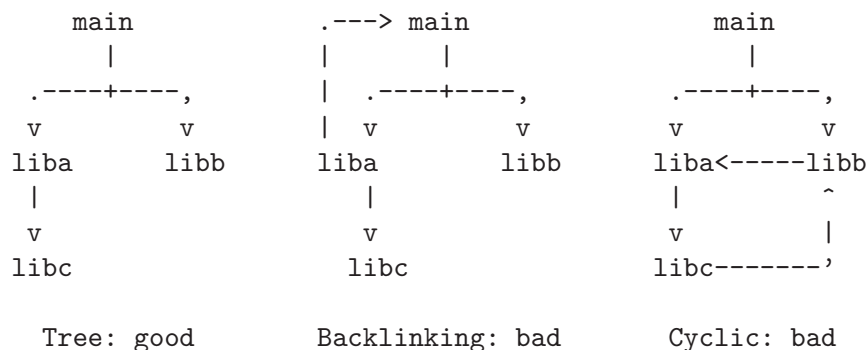 main            .---> main                 main
      |             |       |                    |
 .----+----,        |  .----+----,          .----+----,
 v         v        | v          v          v         v
liba      libb      liba        libb       liba<-----libb
 |                     |                    |         ^
 v                     v                    v         |
libc                  libc                 libc-------’

  Tree: good        Backlinking: bad        Cyclic: bad